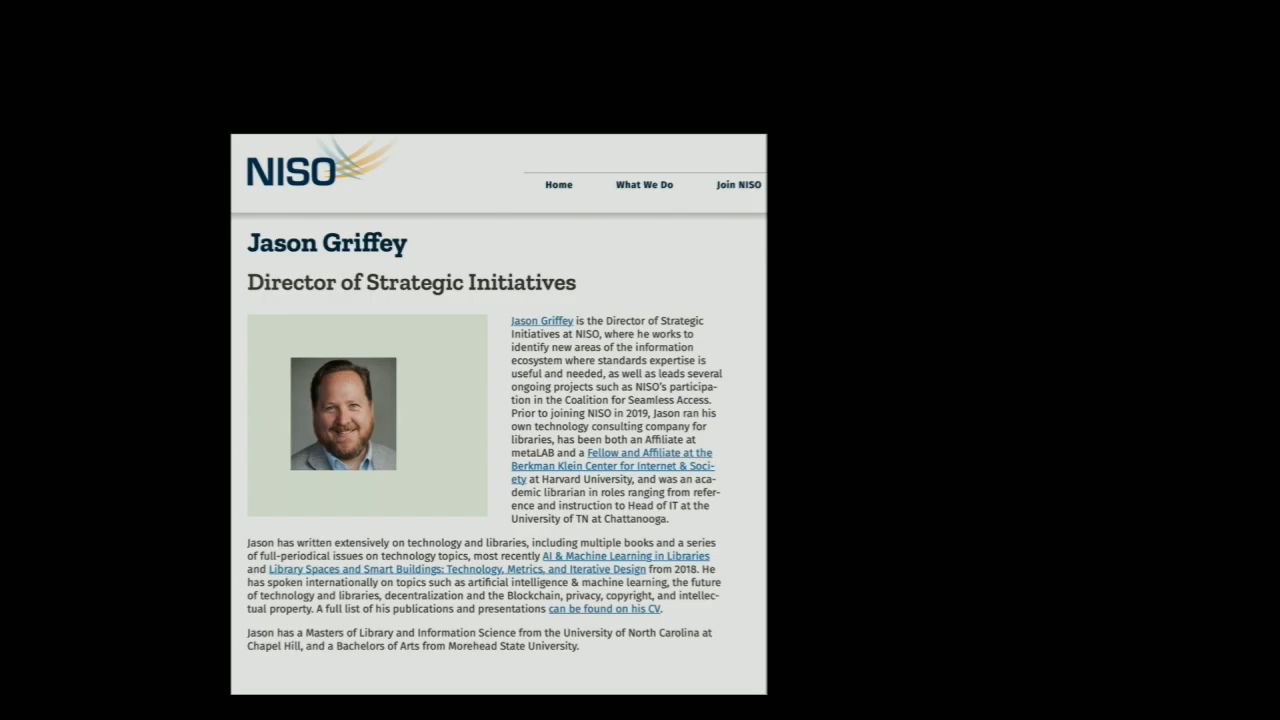 NISO
Home What We Do Join NISO
Jason Griffey
Director of Strategic Initiatives
Jason Griffey is the Director of Strategic
Initiatives at NISO, where he works to
identify new areas of the information
ecosystem where standards expertise is
useful and needed, as well as leads several
ongoing projects such as NISO’s participa-
tion in the Coalition for Seamless Access.
Prior to joining NISO in 2019, Jason ran his
own technology consulting company for
libraries, has been both an Affiliate at
metaLAB and a Fellow and Affiliate at the
Berkman Klein Center for Internet & Soci-
ety at Harvard University, and was an aca-
demic librarian in roles ranging from refer-
ence and instruction to Head of IT at the
University of TN at Chattanooga.
Jason has written extensively on technology and libraries, including multiple books and a series
of full-periodical issues on technology topics, most recently AI & Machine Learning in Libraries
and Library Spaces and Smart Buildings: Technology, Metrics, and Iterative Design from 2018. He
has spoken internationally on topics such as artificial intelligence & machine learning, the future
of technology and libraries, decentralization and the Blockchain, privacy, copyright, and intellec-
tual property. A full list of his publications and presentations can be found on his CV.
Jason has a Masters of Library and Information Science from the University of North Carolina at
Chapel Hill, and a Bachelors of Arts from Morehead State University.